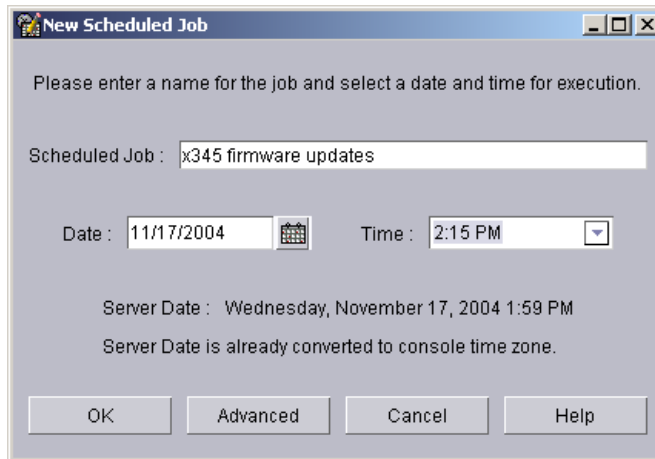 New Scheduled Job
Please enter a name for the job and select a date and time for execution.
Scheduled Job : x345 firmware updates
Date : 11/17/2004 Time : 2:15 PM
Server Date : Wednesday, November 17, 2004 1:59 PM
Server Date is already converted to console time zone.
OK Advanced Cancel Help